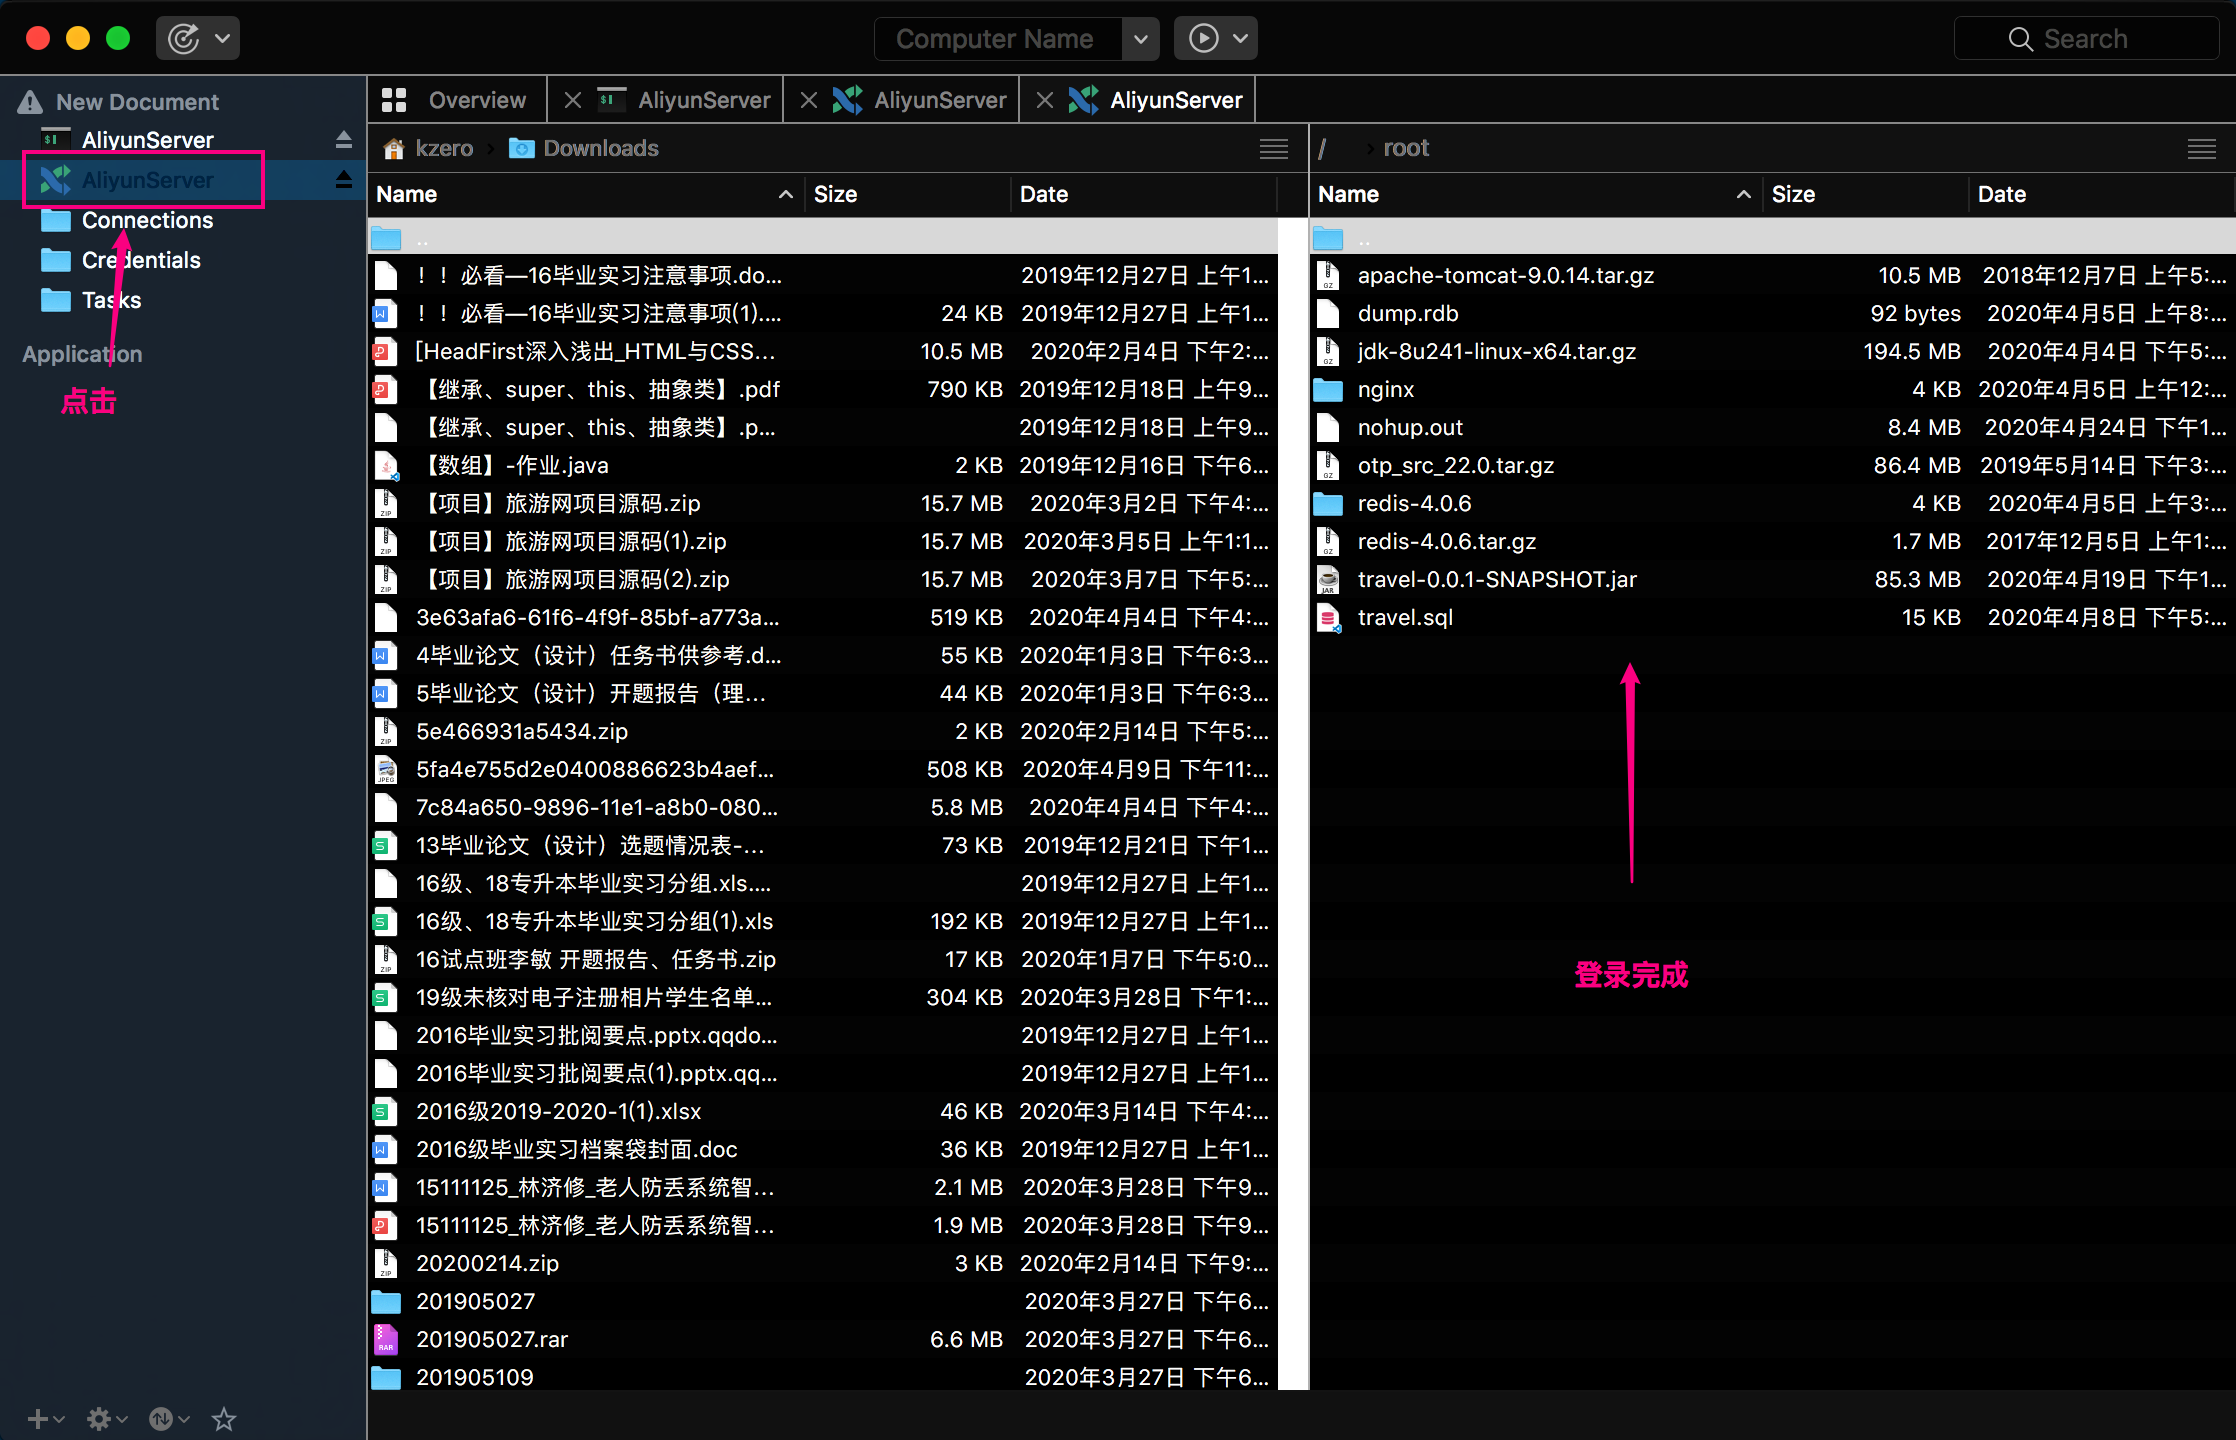 Computer Name
Search
New Document
AliyunServer
AliyunServer
Connections
Credentials
Tasks
Application
点击
Overview
AliyunServer
AliyunServer
AliyunServer
kzero
Downloads
/
root
Name Size Date
..
！！必看—16毕业实习注意事项.do... 2019年12月27日 上午1...
！！必看—16毕业实习注意事项(1).... 24 KB 2019年12月27日 上午1...
[HeadFirst深入浅出_HTML与CSS... 10.5 MB 2020年2月4日 下午2:...
【继承、super、this、抽象类】.pdf 790 KB 2019年12月18日 上午9...
【继承、super、this、抽象类】.p... 2019年12月18日 上午9...
【数组】-作业.java 2 KB 2019年12月16日 下午6...
【项目】旅游网项目源码.zip 15.7 MB 2020年3月2日 下午4:...
【项目】旅游网项目源码(1).zip 15.7 MB 2020年3月5日 上午1:1...
【项目】旅游网项目源码(2).zip 15.7 MB 2020年3月7日 下午5:...
3e63afa6-61f6-4f9f-85bf-a773a... 519 KB 2020年4月4日 下午4:...
4毕业论文（设计）任务书供参考.d... 55 KB 2020年1月3日 下午6:3...
5毕业论文（设计）开题报告（理... 44 KB 2020年1月3日 下午6:3...
5e466931a5434.zip 2 KB 2020年2月14日 下午5:...
5fa4e755d2e0400886623b4aef... 508 KB 2020年4月9日 下午11:...
7c84a650-9896-11e1-a8b0-080... 5.8 MB 2020年4月4日 下午4:...
13毕业论文（设计）选题情况表-... 73 KB 2019年12月21日 下午1...
16级、18专升本毕业实习分组.xls.... 2019年12月27日 上午1...
16级、18专升本毕业实习分组(1).xls 192 KB 2019年12月27日 上午1...
16试点班李敏 开题报告、任务书.zip 17 KB 2020年1月7日 下午5:0...
19级未核对电子注册相片学生名单... 304 KB 2020年3月28日 下午1:...
2016毕业实习批阅要点.pptx.qqdo... 2019年12月27日 上午1...
2016毕业实习批阅要点(1).pptx.qq... 2019年12月27日 上午1...
2016级2019-2020-1(1).xlsx 46 KB 2020年3月14日 下午4:...
2016级毕业实习档案袋封面.doc 36 KB 2019年12月27日 上午1...
15111125_林济修_老人防丢系统智... 2.1 MB 2020年3月28日 下午9...
15111125_林济修_老人防丢系统智... 1.9 MB 2020年3月28日 下午9...
20200214.zip 3 KB 2020年2月14日 下午9:...
201905027 2020年3月27日 下午6...
201905027.rar 6.6 MB 2020年3月27日 下午6...
201905109 2020年3月27日 下午6...
Name Size Date
..
apache-tomcat-9.0.14.tar.gz 10.5 MB 2018年12月7日 上午5:...
dump.rdb 92 bytes 2020年4月5日 上午8:...
jdk-8u241-linux-x64.tar.gz 194.5 MB 2020年4月4日 下午5:...
nginx 4 KB 2020年4月5日 上午12:...
nohup.out 8.4 MB 2020年4月24日 下午1...
otp_src_22.0.tar.gz 86.4 MB 2019年5月14日 下午3:...
redis-4.0.6 4 KB 2020年4月5日 上午3:...
redis-4.0.6.tar.gz 1.7 MB 2017年12月5日 上午1:...
travel-0.0.1-SNAPSHOT.jar 85.3 MB 2020年4月19日 下午1...
travel.sql 15 KB 2020年4月8日 下午5:...
登录完成